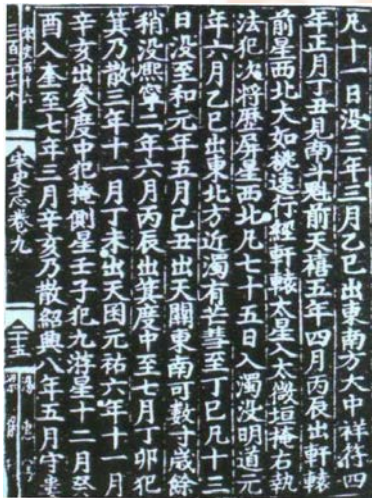 凡十一日没三年三月乙巳出東南方大中祥符四
年正月丁丑見南斗魁前天禧五年四月丙辰出軒轅
前星西北大如桃速行經軒轅太星入太微垣掩右執
法犯次將歷屏星西北凡七十五日入濁没明道元
年六月乙巳出東北方近濁有芒彗至丁巳凡十三
日没至和元年五月己丑出天關東南可數寸歲餘
稍没熙寧二年六月丙辰出箕度中至七月丁卯犯
箕乃散三年十一月丁未出天囷元祐六年十一月
辛亥出參度中犯掩側星壬子犯九游星十二月癸
酉入奎至七年三月辛亥乃散紹興八年五月守婁
宋史志卷九